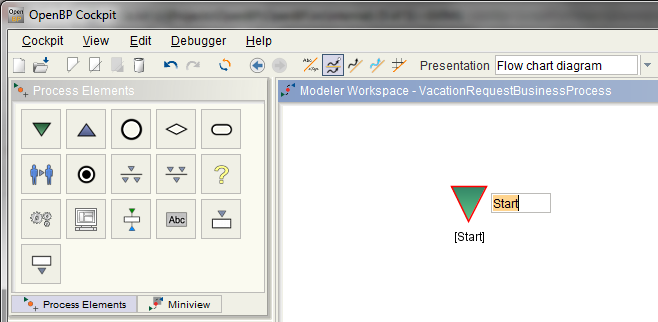 OpenBP Cockpit
Cockpit View Edit Debugger Help
Presentation Flow chart diagram
Process Elements
Modeler Workspace - VacationRequestBusinessProcess
Abc
Start
[Start]
Process Elements Miniview